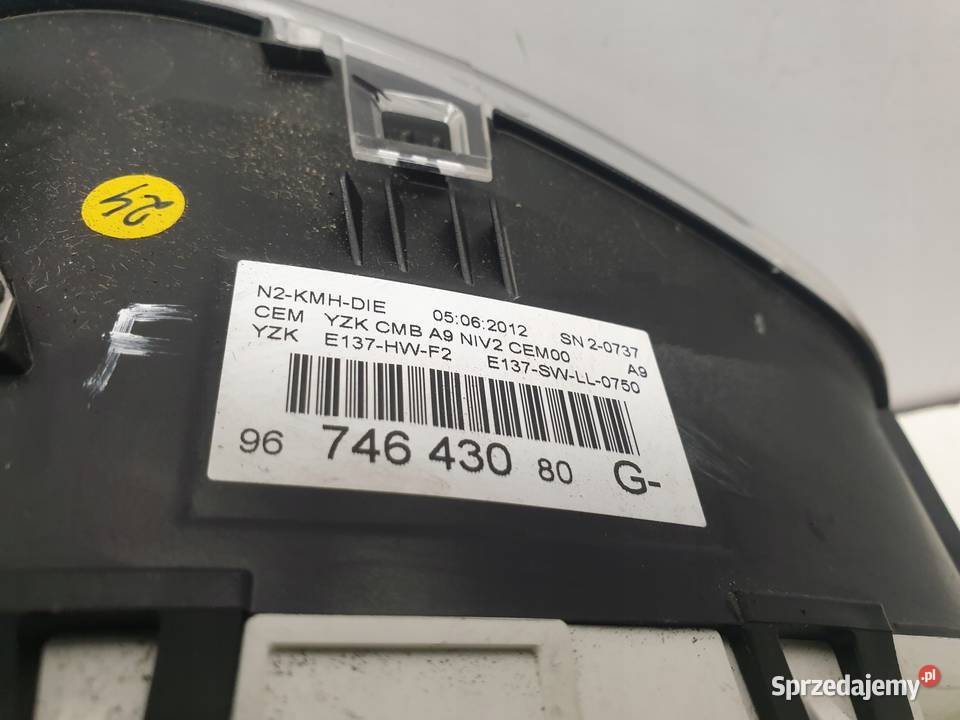 24
F
N2-KMH-DIE 05:06:2012 SN 2-0737
CEM YZK CMB A9 NIV2 CEM00 A9
YZK E137-HW-F2 E137-SW-LL-0750
96 746 430 80 G-
Sprzedajemy.pl